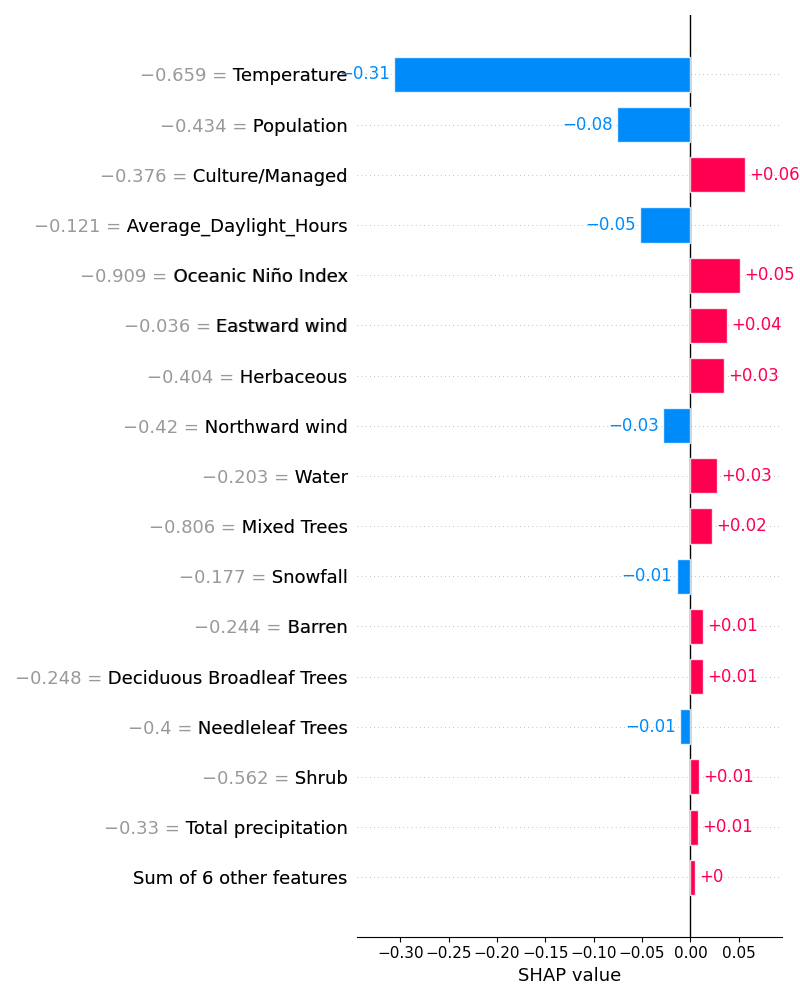 −0.659 = Temperature −0.31
−0.434 = Population −0.08
−0.376 = Culture/Managed +0.06
−0.121 = Average_Daylight_Hours −0.05
−0.909 = Oceanic Niño Index +0.05
−0.036 = Eastward wind +0.04
−0.404 = Herbaceous +0.03
−0.42 = Northward wind −0.03
−0.203 = Water +0.03
−0.806 = Mixed Trees +0.02
−0.177 = Snowfall −0.01
−0.244 = Barren +0.01
−0.248 = Deciduous Broadleaf Trees +0.01
−0.4 = Needleleaf Trees −0.01
−0.562 = Shrub +0.01
−0.33 = Total precipitation +0.01
Sum of 6 other features +0
−0.30 −0.25 −0.20 −0.15 −0.10 −0.05 0.00 0.05
SHAP value